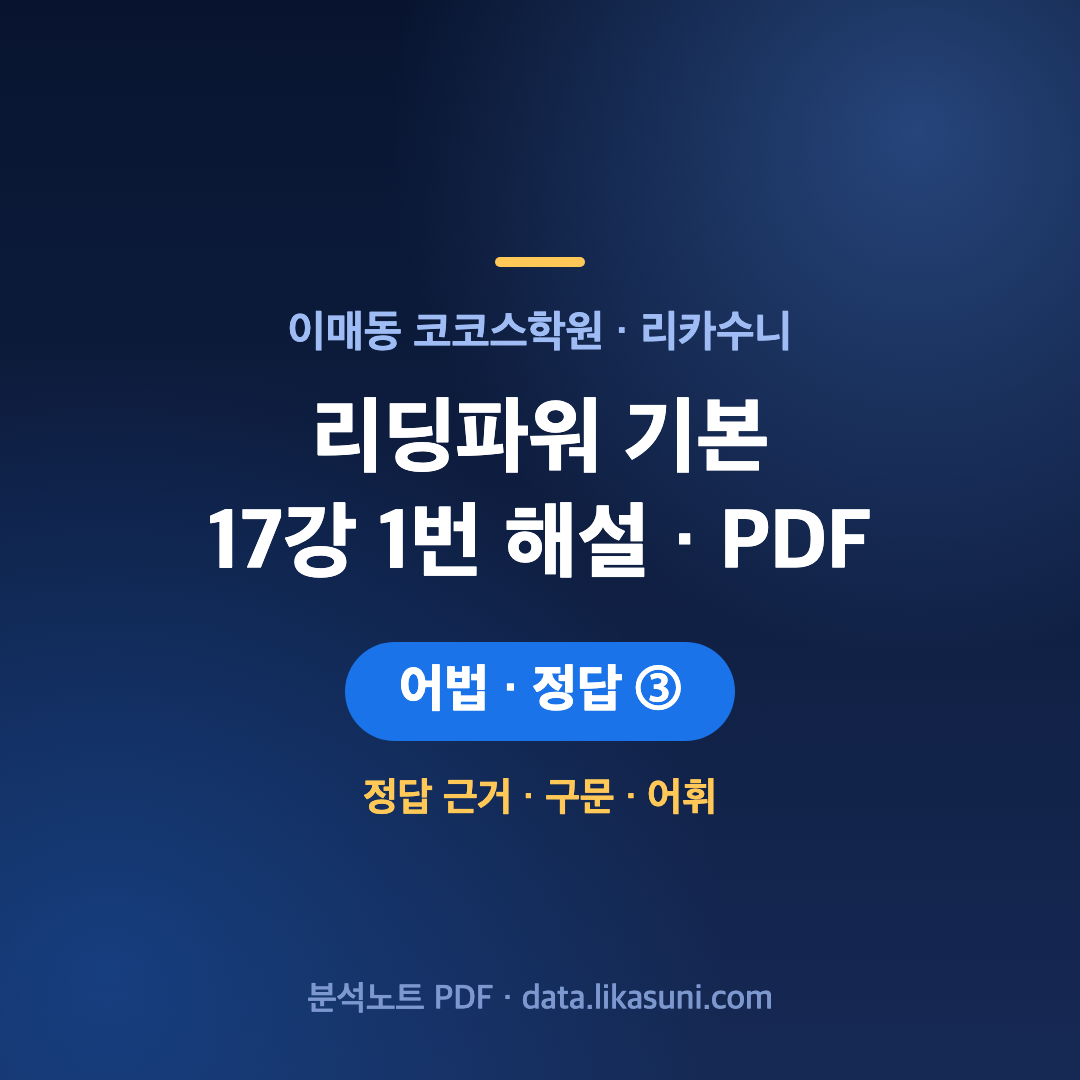 이매동 코코스학원 · 리카수니
리딩파워 기본
17강 1번 해설 · PDF
어법 · 정답 ③
정답 근거 · 구문 · 어휘
분석노트 PDF · data.likasuni.com